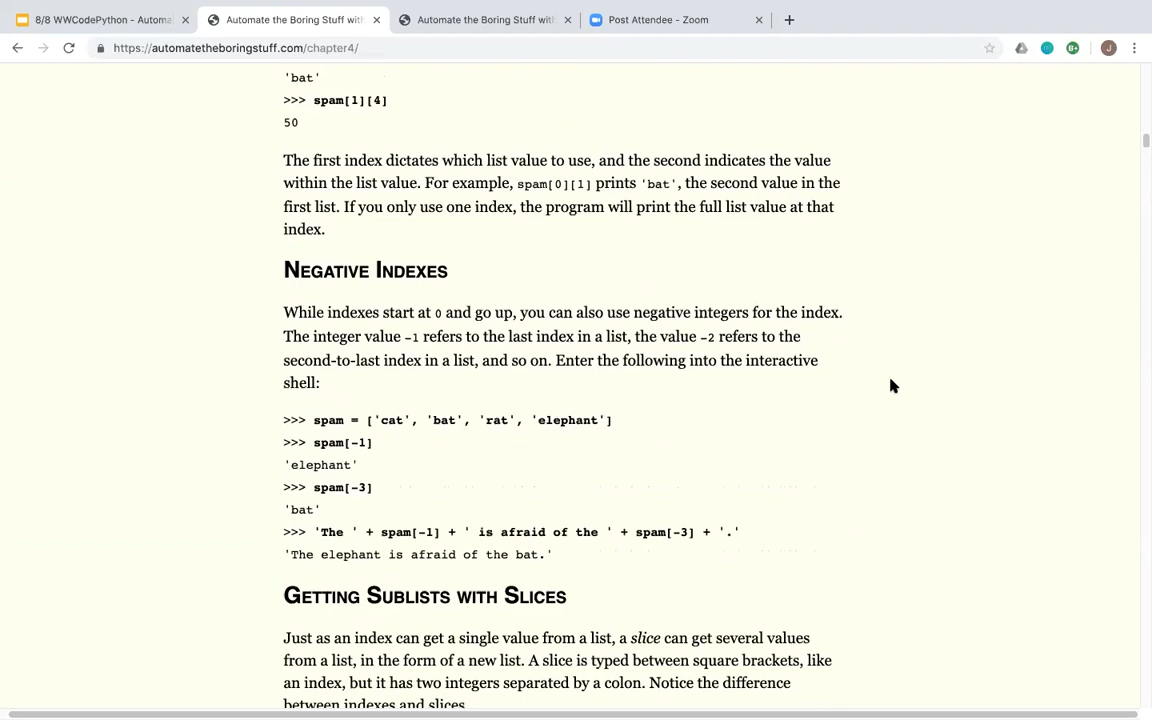 8/8 WWCodePython - Automa
Automate the Boring Stuff with
Automate the Boring Stuff with
Post Attendee - Zoom
https://automatetheboringstuff.com/chapter4/
J
'bat'
>>> spam[1][4]
50
The first index dictates which list value to use, and the second indicates the value
within the list value. For example, spam[0][1] prints 'bat', the second value in the
first list. If you only use one index, the program will print the full list value at that
index.
NEGATIVE INDEXES
While indexes start at 0 and go up, you can also use negative integers for the index.
The integer value -1 refers to the last index in a list, the value -2 refers to the
second-to-last index in a list, and so on. Enter the following into the interactive
shell:
>>> spam = ['cat', 'bat', 'rat', 'elephant']
>>> spam[-1]
'elephant'
>>> spam[-3]
'bat'
>>> 'The ' + spam[-1] + ' is afraid of the ' + spam[-3] + '.'
'The elephant is afraid of the bat.'
GETTING SUBLISTS WITH SLICES
Just as an index can get a single value from a list, a slice can get several values
from a list, in the form of a new list. A slice is typed between square brackets, like
an index, but it has two integers separated by a colon. Notice the difference
between indexes and slices.